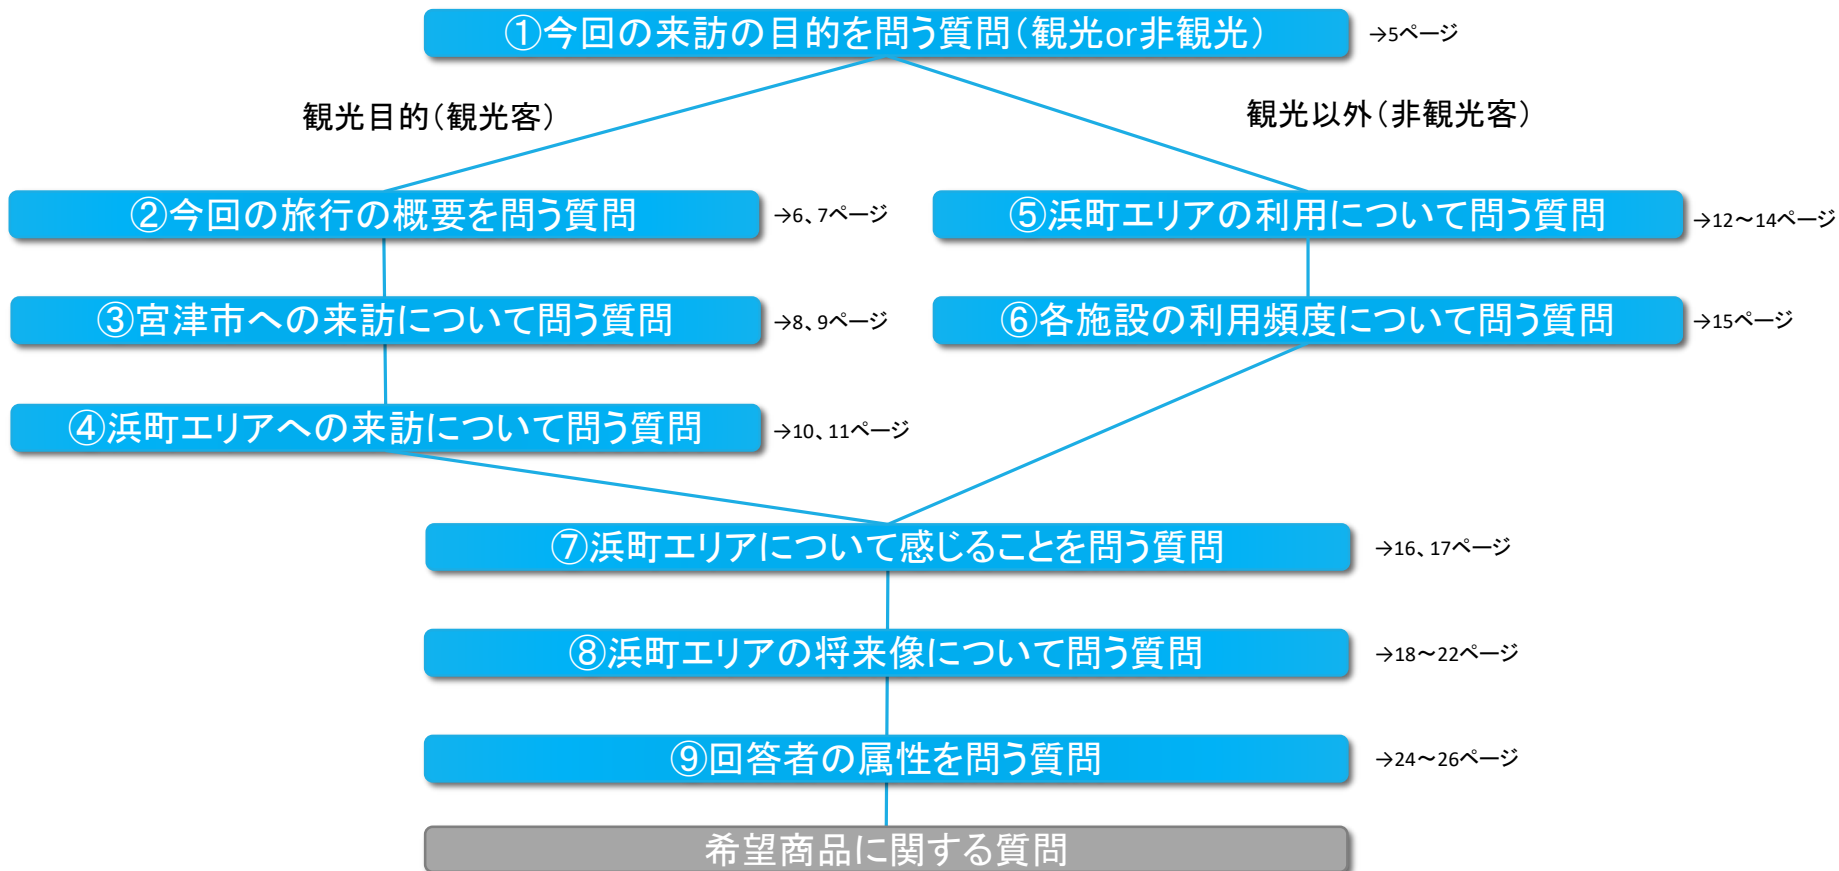 ①今回の来訪の目的を問う質問(観光or非観光)
→5ページ
観光目的(観光客)
観光以外(非観光客)
②今回の旅行の概要を問う質問
→6、7ページ
⑤浜町エリアの利用について問う質問
→12～14ページ
③宮津市への来訪について問う質問
→8、9ページ
⑥各施設の利用頻度について問う質問
→15ページ
④浜町エリアへの来訪について問う質問
→10、11ページ
⑦浜町エリアについて感じることを問う質問
→16、17ページ
⑧浜町エリアの将来像について問う質問
→18～22ページ
⑨回答者の属性を問う質問
→24～26ページ
希望商品に関する質問